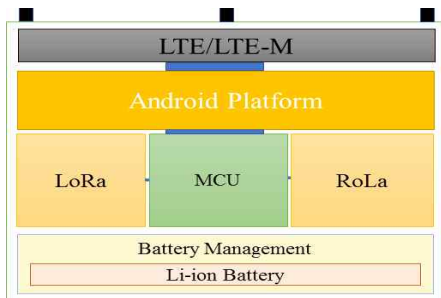 LTE/LTE-M
Android Platform
LoRa
MCU
RoLa
Battery Management
Li-ion Battery